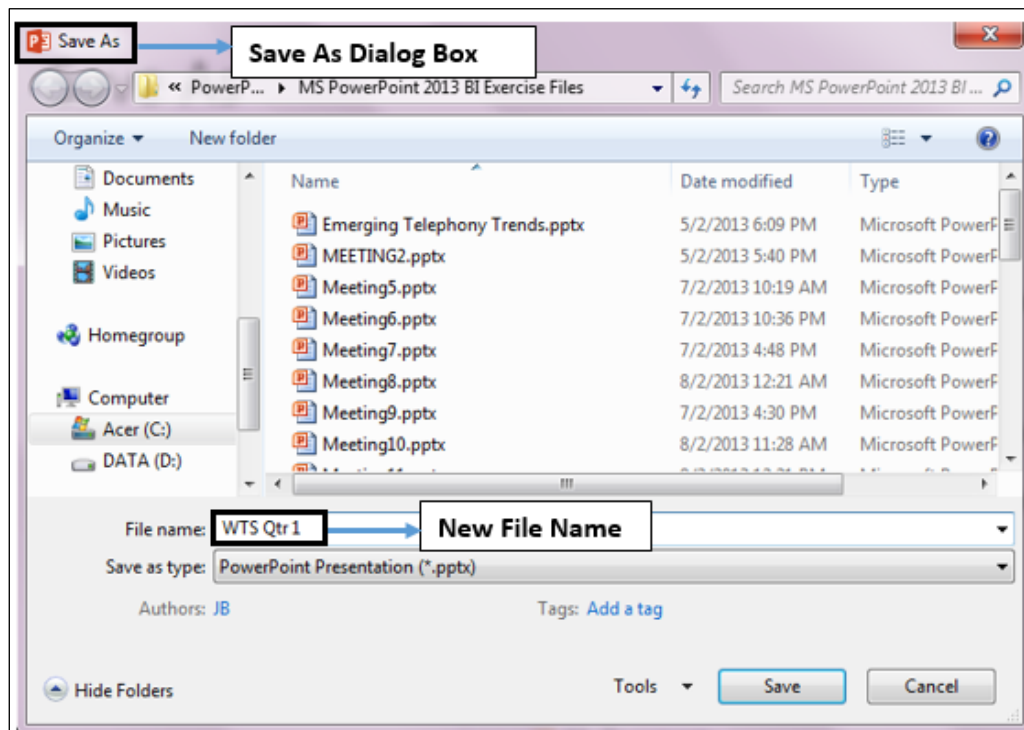 Save As
Save As Dialog Box
« PowerP... ▸ MS PowerPoint 2013 BI Exercise Files
Search MS PowerPoint 2013 BI ...
Organize
New folder
Documents
Music
Pictures
Videos
Homegroup
Computer
Acer (C:)
DATA (D:)
Name Date modified Type
Emerging Telephony Trends.pptx 5/2/2013 6:09 PM Microsoft PowerP
MEETING2.pptx 5/2/2013 5:40 PM Microsoft PowerP
Meeting5.pptx 7/2/2013 10:19 AM Microsoft PowerP
Meeting6.pptx 7/2/2013 10:36 PM Microsoft PowerP
Meeting7.pptx 7/2/2013 4:48 PM Microsoft PowerP
Meeting8.pptx 8/2/2013 12:21 AM Microsoft PowerP
Meeting9.pptx 7/2/2013 4:30 PM Microsoft PowerP
Meeting10.pptx 8/2/2013 11:28 AM Microsoft PowerP
File name: WTS Qtr 1
New File Name
Save as type: PowerPoint Presentation (*.pptx)
Authors: JB Tags: Add a tag
Hide Folders
Tools Save Cancel